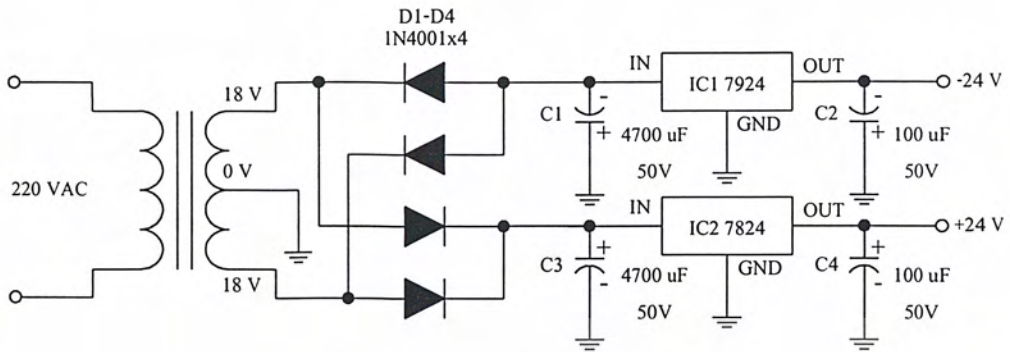 D1-D4
1N4001x4
IN
OUT
IC1 7924
-24 V
18 V
-
-
C1
C2
GND
+
4700 uF
+
100 uF
50V
50V
220 VAC
0 V
IN
OUT
IC2 7824
+24 V
+
+
GND
18 V
C3
-
4700 uF
C4
-
100 uF
50V
50V